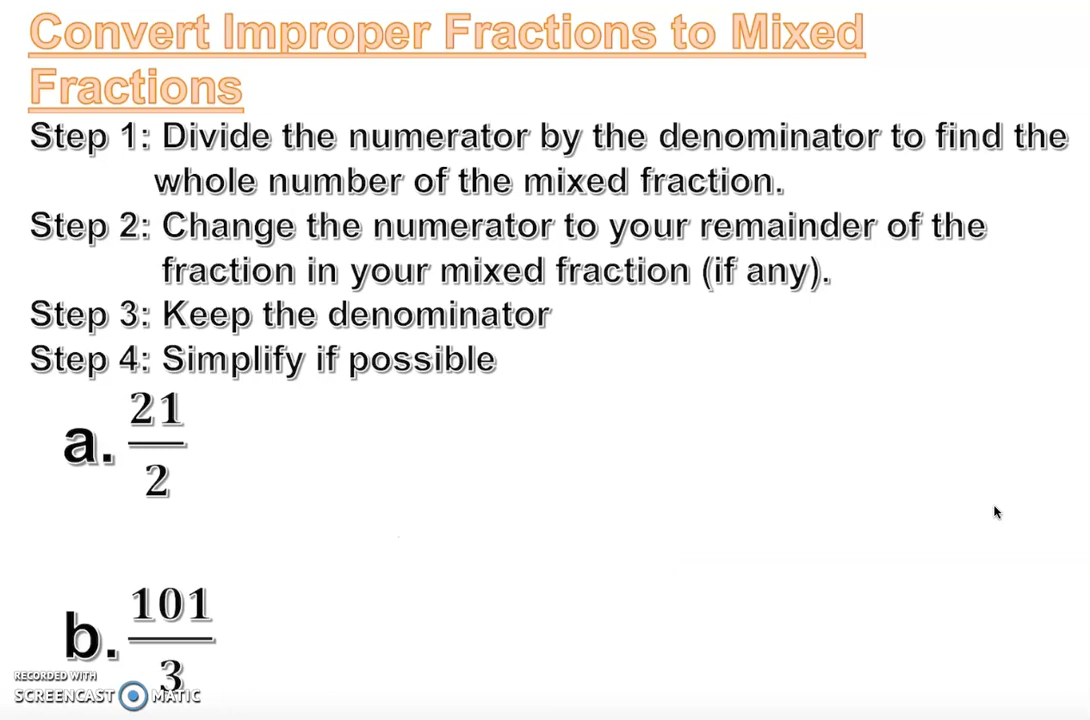 Convert Improper Fractions to Mixed
Fractions
Step 1: Divide the numerator by the denominator to find the
whole number of the mixed fraction.
Step 2: Change the numerator to your remainder of the
fraction in your mixed fraction (if any).
Step 3: Keep the denominator
Step 4: Simplify if possible
a. 21
2
b. 101
3
RECORDED WITH
SCREENCAST MATIC